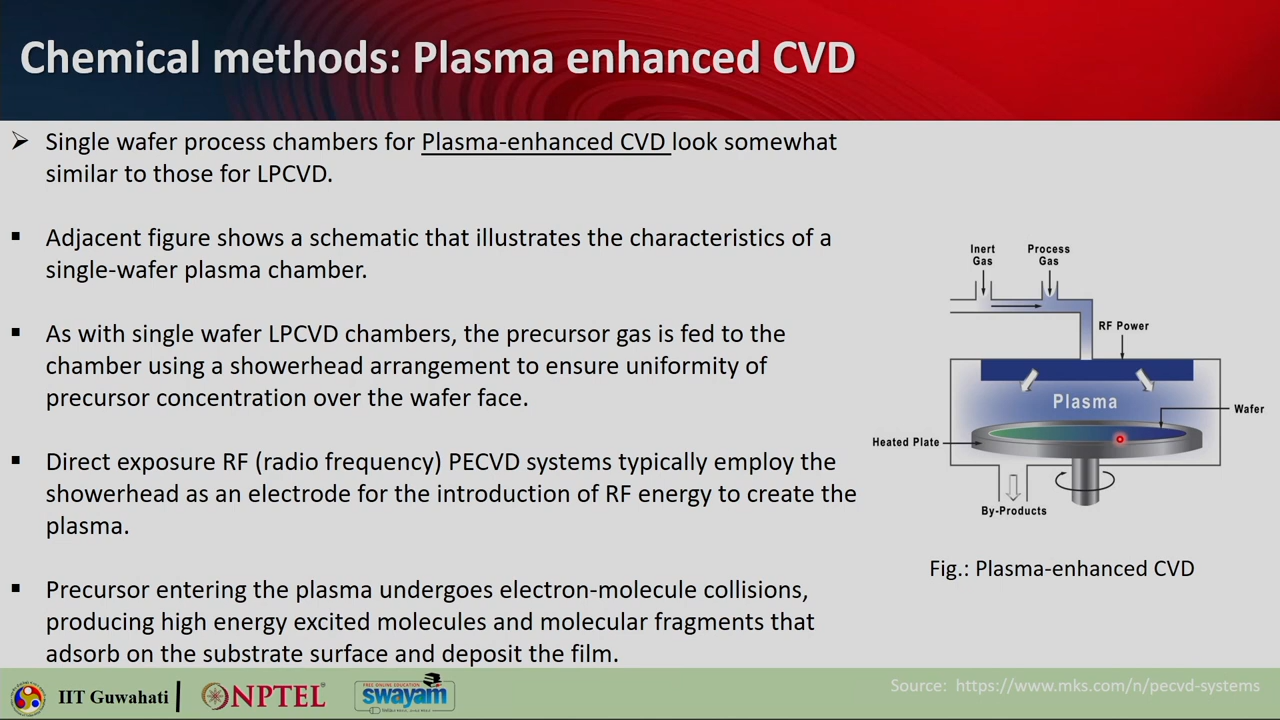 Chemical methods: Plasma enhanced CVD
Single wafer process chambers for Plasma-enhanced CVD look somewhat
similar to those for LPCVD.
Adjacent figure shows a schematic that illustrates the characteristics of a
single-wafer plasma chamber.
As with single wafer LPCVD chambers, the precursor gas is fed to the
chamber using a showerhead arrangement to ensure uniformity of
precursor concentration over the wafer face.
Direct exposure RF (radio frequency) PECVD systems typically employ the
showerhead as an electrode for the introduction of RF energy to create the
plasma.
Precursor entering the plasma undergoes electron-molecule collisions,
producing high energy excited molecules and molecular fragments that
adsorb on the substrate surface and deposit the film.
Inert
Gas
Process
Gas
RF Power
Plasma
Wafer
Heated Plate
By-Products
Fig.: Plasma-enhanced CVD
IIT Guwahati
NPTEL
FREE ONLINE EDUCATION
swayam
Source: https://www.mks.com/n/pecvd-systems